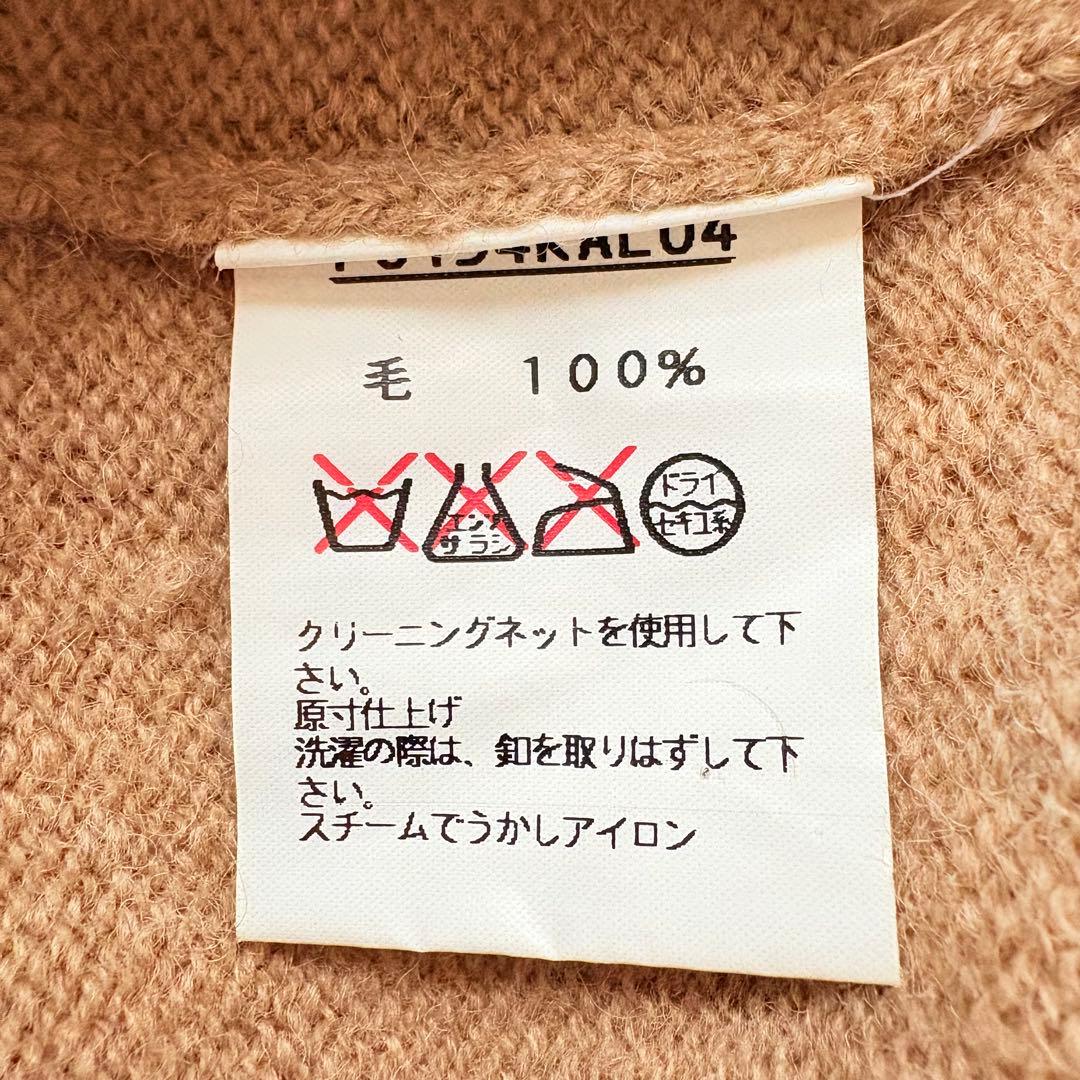 毛 100%
エンソ
サラシ
ドライ
セキユ系
クリーニングネットを使用して下
さい。
原寸仕上げ
洗濯の際は、釦を取りはずして下
さい。
スチームでうかしアイロン